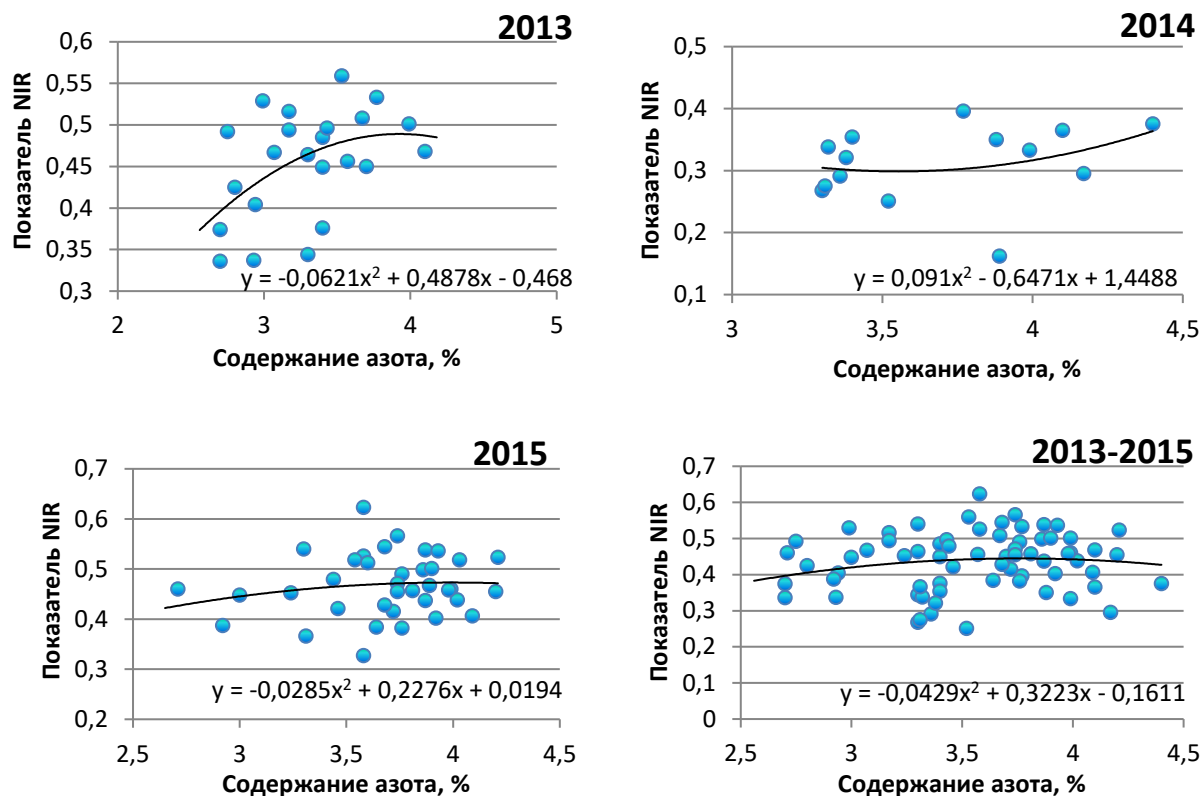 2013
Показатель NIR
0,6
0,55
0,5
0,45
0,4
0,35
0,3
y = -0,0621x² + 0,4878x - 0,468
2 3 4 5
Содержание азота, %
2014
Показатель NIR
0,5
0,4
0,3
0,2
0,1
y = 0,091x² - 0,6471x + 1,4488
3 3,5 4 4,5
Содержание азота, %
2015
Показатель NIR
0,7
0,6
0,5
0,4
0,3
0,2
y = -0,0285x² + 0,2276x + 0,0194
2,5 3 3,5 4 4,5
Содержание азота, %
2013-2015
Показатель NIR
0,7
0,6
0,5
0,4
0,3
0,2
0,1
0
y = -0,0429x² + 0,3223x - 0,1611
2,5 3 3,5 4 4,5
Содержание азота, %